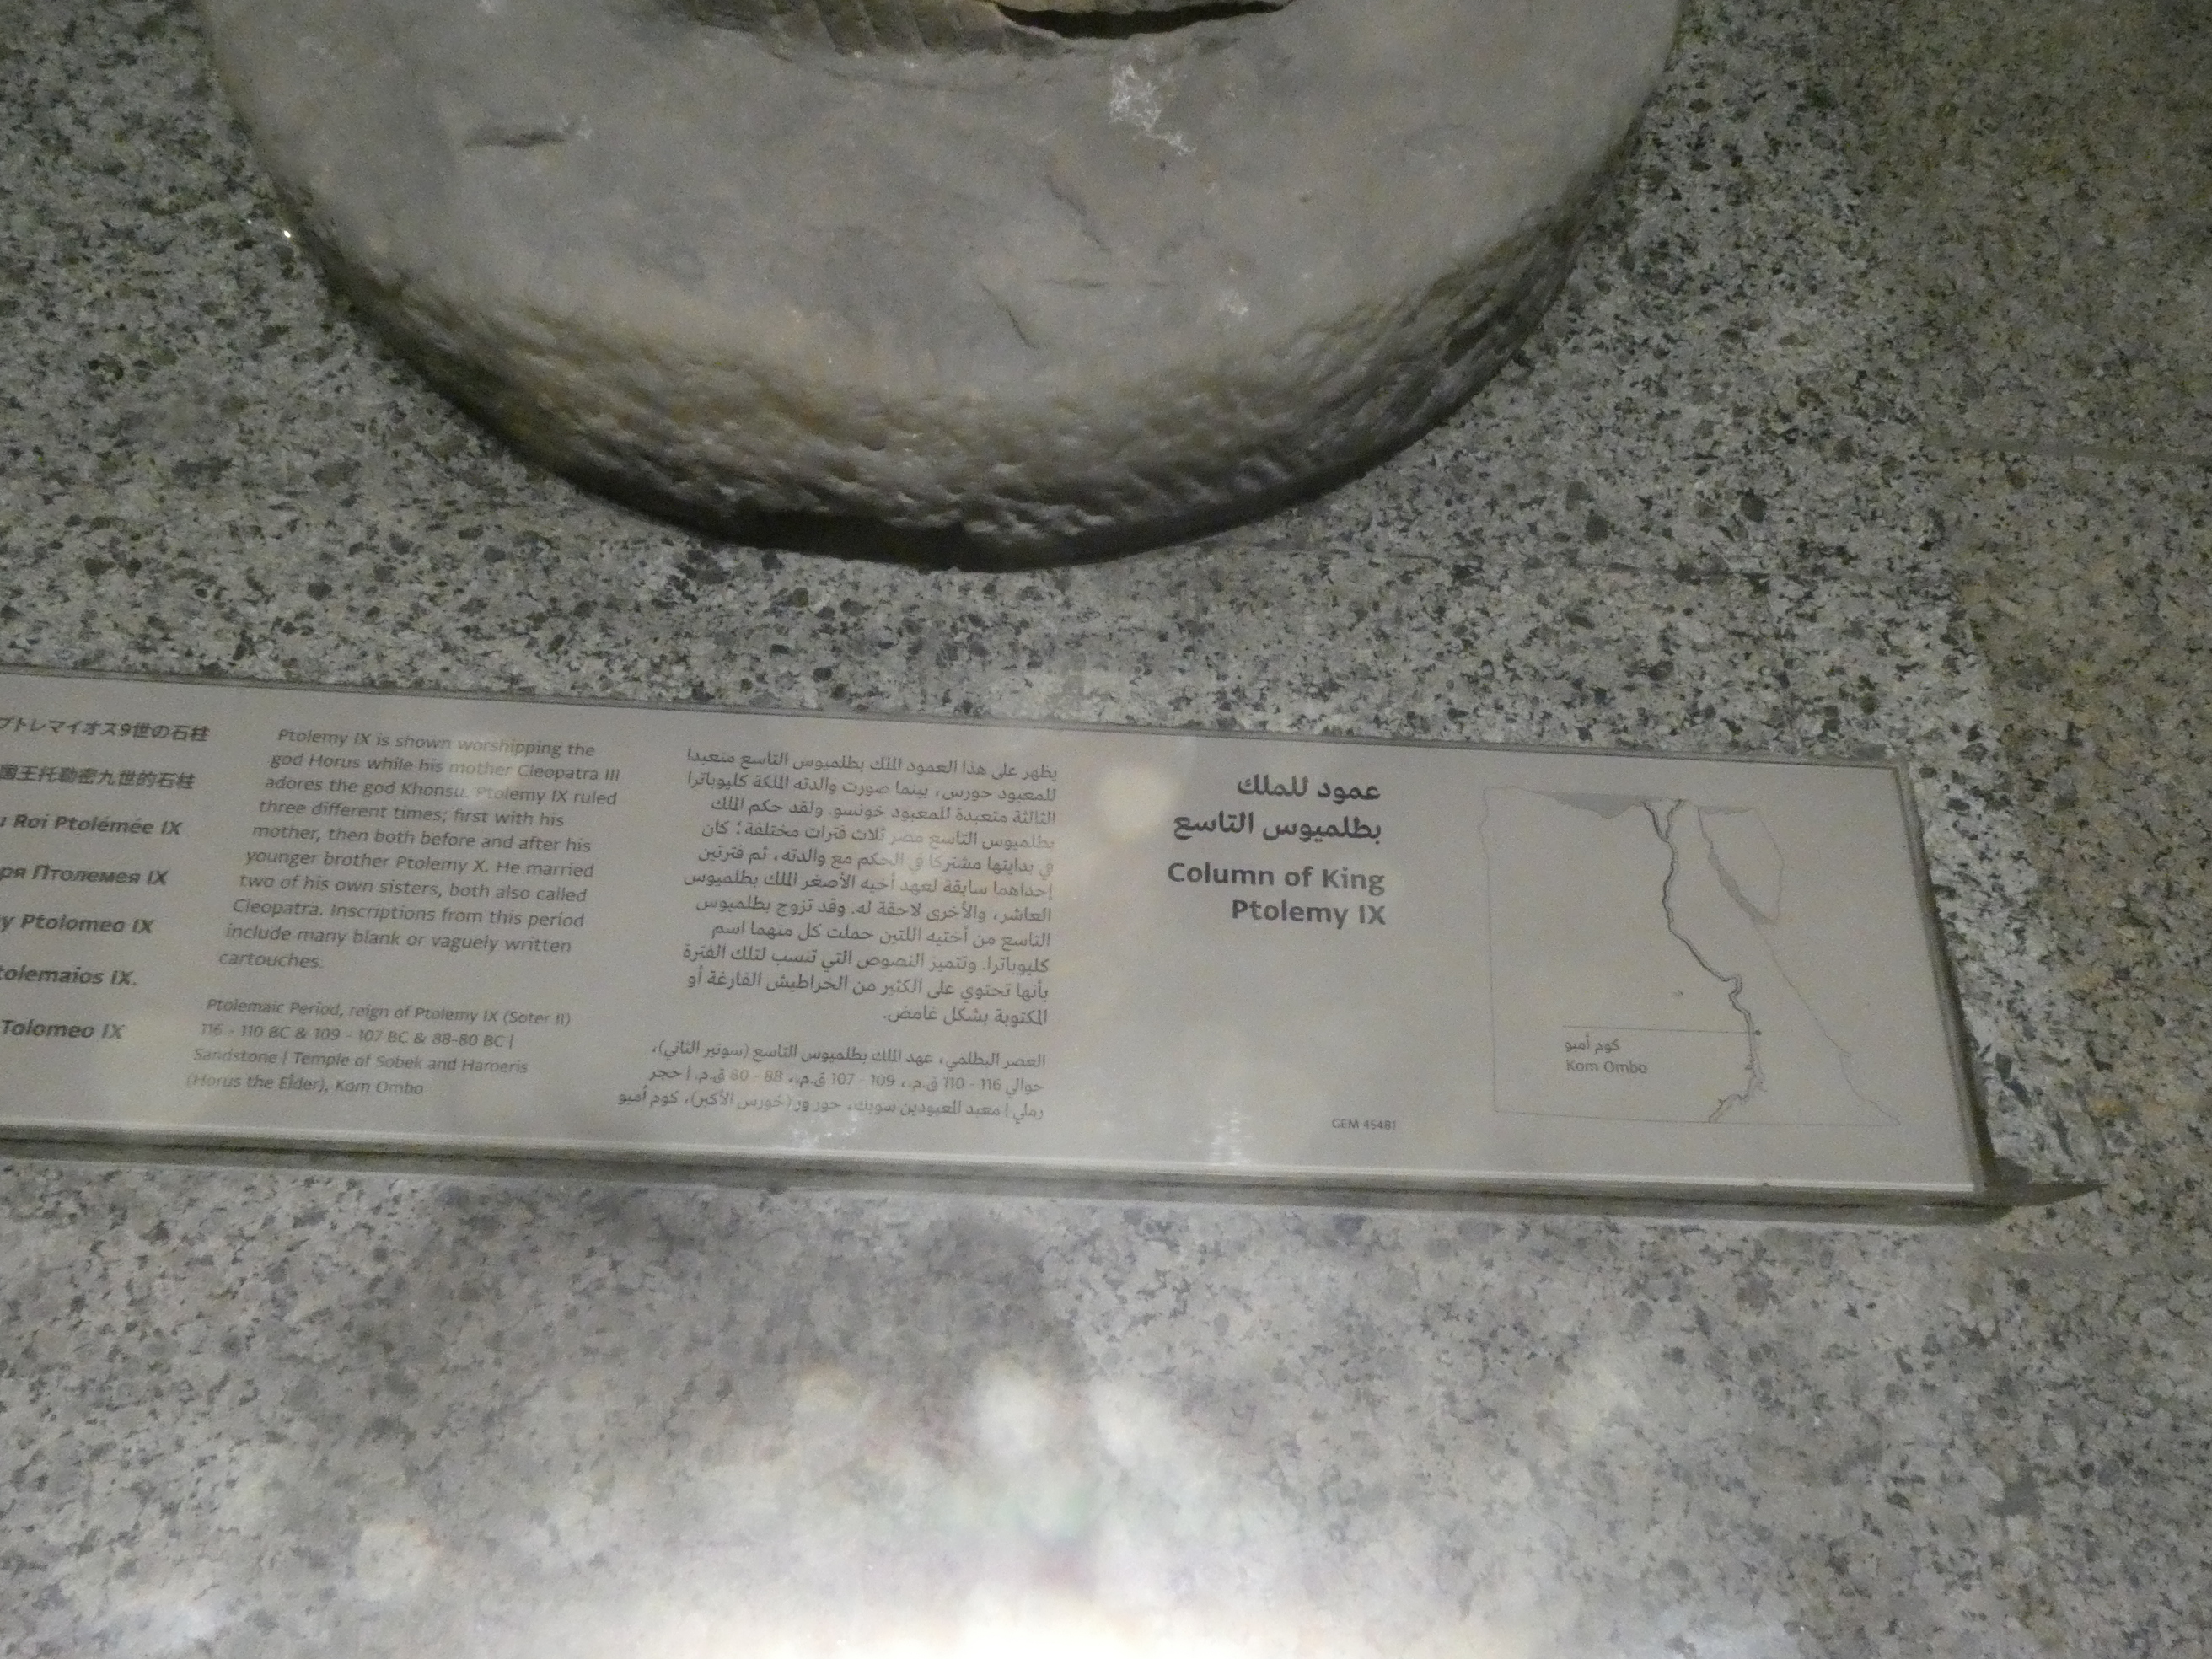 プトレマイオス9世の石柱
国王托勒密九世的石柱
u Roi Ptolémée IX
ря Птолемея IX
y Ptolomeo IX
tolemaios IX.
Tolomeo IX
Ptolemy IX is shown worshipping the
god Horus while his mother Cleopatra III
adores the god Khonsu. Ptolemy IX ruled
three different times; first with his
mother, then both before and after his
younger brother Ptolemy X. He married
two of his own sisters, both also called
Cleopatra. Inscriptions from this period
include many blank or vaguely written
cartouches.
Ptolemaic Period, reign of Ptolemy IX (Soter II)
116 - 110 BC & 109 - 107 BC & 88-80 BC |
Sandstone | Temple of Sobek and Haroeris
(Horus the Elder), Kom Ombo
يظهر على هذا العمود الملك بطلميوس التاسع متعبدا
للمعبود حورس، بينما صورت والدته الملكة كليوباترا
الثالثة متعبدة للمعبود خونسو. ولقد حكم الملك
بطلميوس التاسع مصر ثلاث فترات مختلفة؛ كان
في بدايتها مشتركا في الحكم مع والدته، ثم فترتين
إحداهما سابقة لعهد أخيه الأصغر الملك بطلميوس
العاشر، والأخرى لاحقة له. وقد تزوج بطلميوس
التاسع من أختيه اللتين حملت كل منهما اسم
كليوباترا. وتتميز النصوص التي تنسب لتلك الفترة
بأنها تحتوي على الكثير من الخراطيش الفارغة أو
المكتوبة بشكل غامض.
العصر البطلمي، عهد الملك بطلميوس التاسع (سوتير الثاني)،
حوالي 116 - 110 ق.م.، 109 - 107 ق.م.، 88 - 80 ق.م. | حجر
رملي | معبد المعبودين سوبك، حور ور (حورس الأكبر)، كوم أمبو
عمود للملك
بطلميوس التاسع
Column of King
Ptolemy IX
GEM 45481
كوم أمبو
Kom Ombo